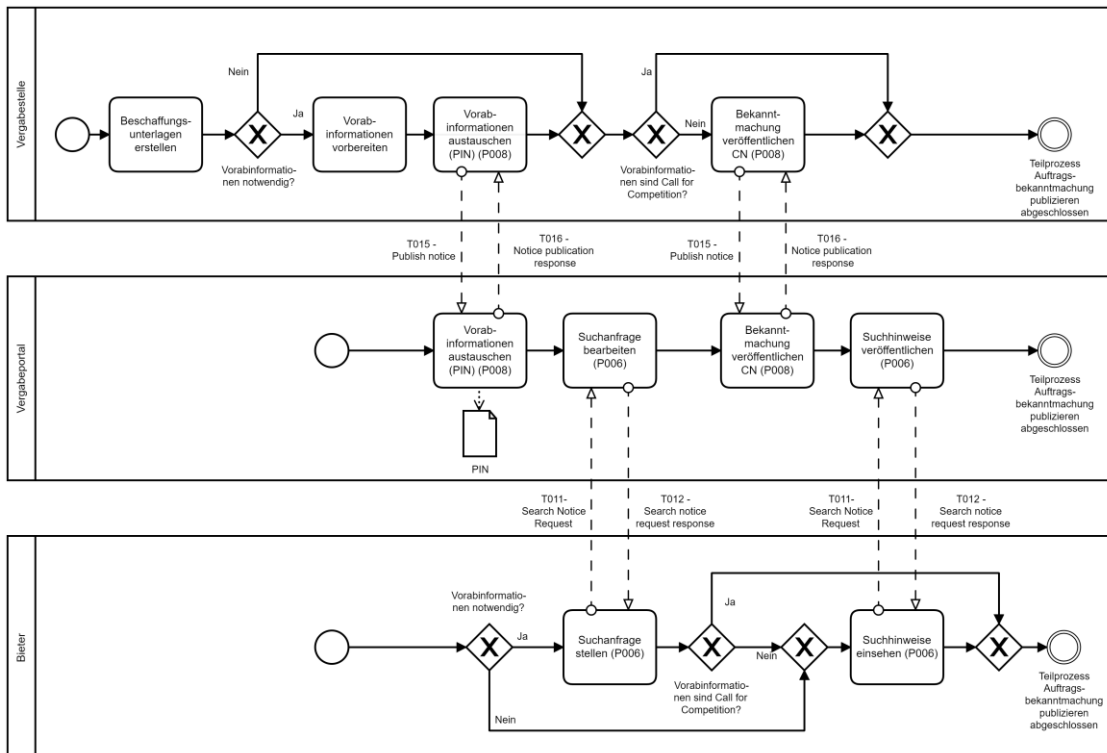 Vergabestelle
Beschaffungs-
unterlagen
erstellen
Nein
Ja
Vorabinformatio-
nen notwendig?
Vorab-
informationen
vorbereiten
Vorab-
informationen
austauschen
(PIN) (P008)
Ja
Nein
Vorabinformatio-
nen sind Call for
Competition?
Bekannt-
machung
veröffentlichen
CN (P008)
Teilprozess
Auftrags-
bekanntmachung
publizieren
abgeschlossen
T015 -
Publish notice
T016 -
Notice publication
response
T015 -
Publish notice
T016 -
Notice publication
response
Vergabeportal
Vorab-
informationen
austauschen
(PIN) (P008)
PIN
Suchanfrage
bearbeiten
(P006)
Bekannt-
machung
veröffentlichen
CN (P008)
Suchhinweise
veröffentlichen
(P006)
Teilprozess
Auftrags-
bekanntmachung
publizieren
abgeschlossen
T011-
Search Notice
Request
T012 -
Search notice
request response
T011-
Search Notice
Request
T012 -
Search notice
request response
Bieter
Vorabinformatio-
nen notwendig?
Ja
Nein
Suchanfrage
stellen (P006)
Ja
Nein
Vorabinformatio-
nen sind Call for
Competition?
Suchhinweise
einsehen (P006)
Teilprozess
Auftrags-
bekanntmachung
publizieren
abgeschlossen